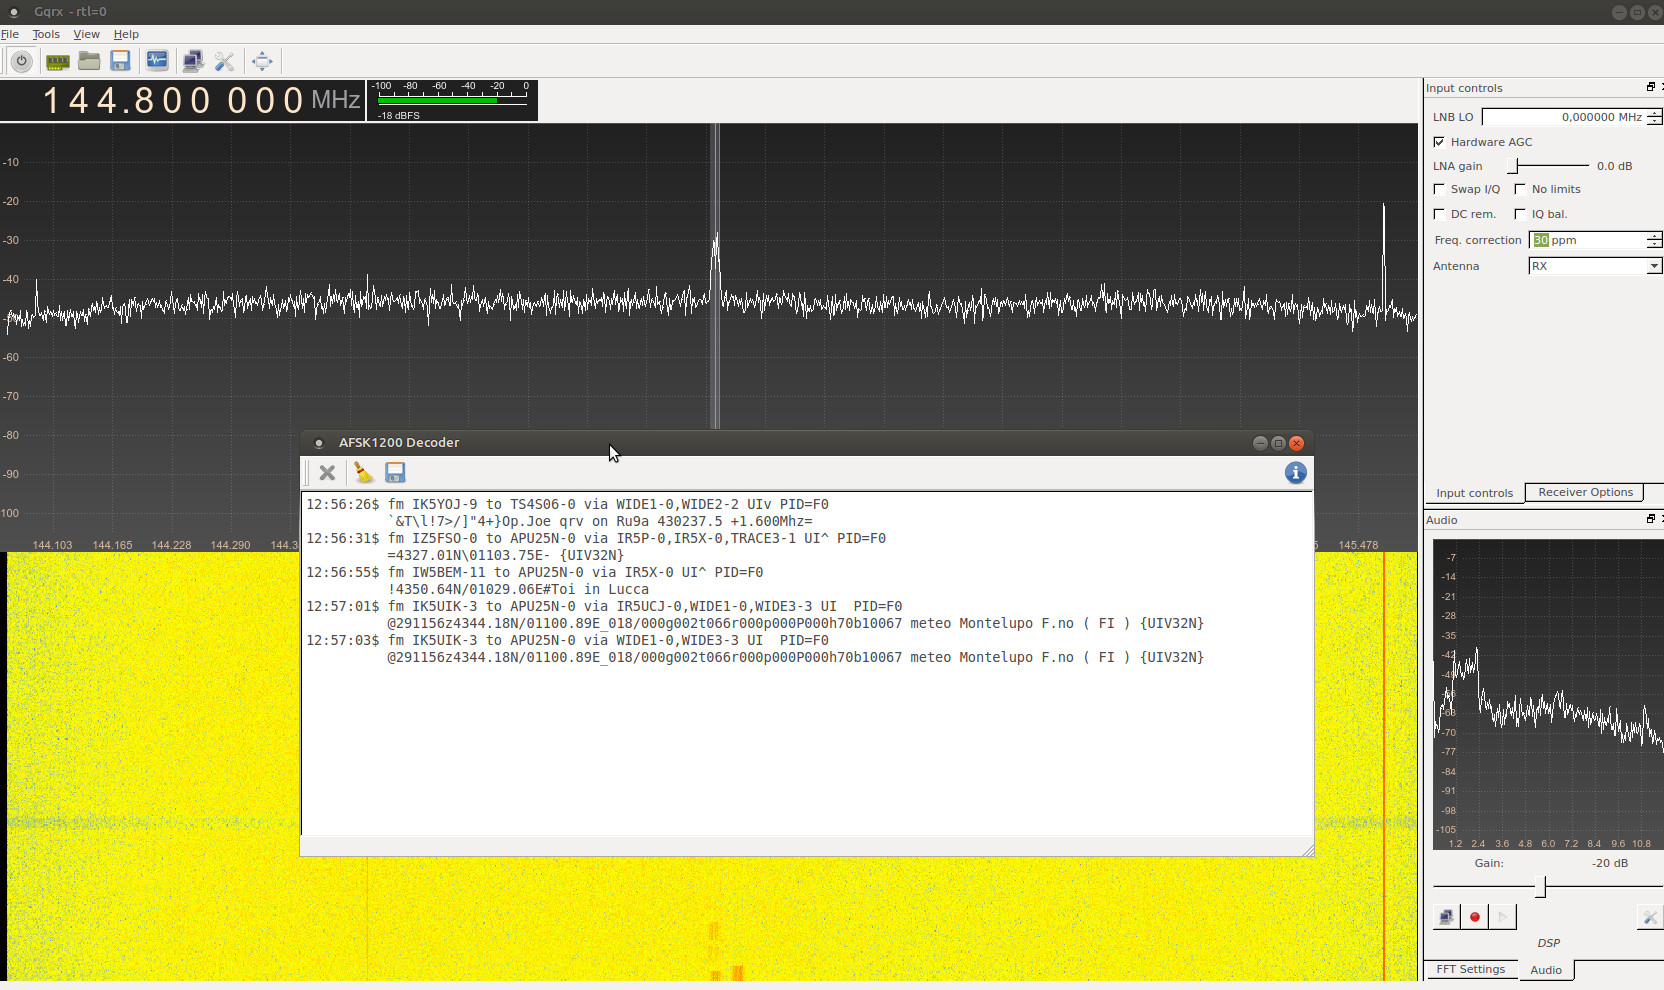 Gqrx - rtl=0
File Tools View Help
144.800 000 MHz
-100 -80 -60 -40 -20 0
-18 dBFS
-10
-20
-30
-40
-60
-70
-80
-90
100
144.103 144.165 144.228 144.290 144.3
145.478
AFSK1200 Decoder
12:56:26$ fm IK5YOJ-9 to TS4S06-0 via WIDE1-0,WIDE2-2 UIv PID=F0
`&T\l!7>/]"4+}Op.Joe qrv on Ru9a 430237.5 +1.600Mhz=
12:56:31$ fm IZ5FSO-0 to APU25N-0 via IR5P-0,IR5X-0,TRACE3-1 UI^ PID=F0
=4327.01N\01103.75E- {UIV32N}
12:56:55$ fm IW5BEM-11 to APU25N-0 via IR5X-0 UI^ PID=F0
!4350.64N/01029.06E#Toi in Lucca
12:57:01$ fm IK5UIK-3 to APU25N-0 via IR5UCJ-0,WIDE1-0,WIDE3-3 UI  PID=F0
@291156z4344.18N/01100.89E_018/000g002t066r000p000P000h70b10067 meteo Montelupo F.no ( FI ) {UIV32N}
12:57:03$ fm IK5UIK-3 to APU25N-0 via WIDE1-0,WIDE3-3 UI  PID=F0
@291156z4344.18N/01100.89E_018/000g002t066r000p000P000h70b10067 meteo Montelupo F.no ( FI ) {UIV32N}
Input controls
LNB LO 0,000000 MHz
Hardware AGC
LNA gain 0.0 dB
Swap I/Q No limits
DC rem. IQ bal.
Freq. correction 30 ppm
Antenna RX
Input controls Receiver Options
Audio
-7
-14
-21
-28
-35
-42
-63
-70
-77
-84
-91
-98
-105
1.2 2.4 3.6 4.8 6.0 7.2 8.4 9.6 10.8
Gain: -20 dB
DSP
FFT Settings Audio